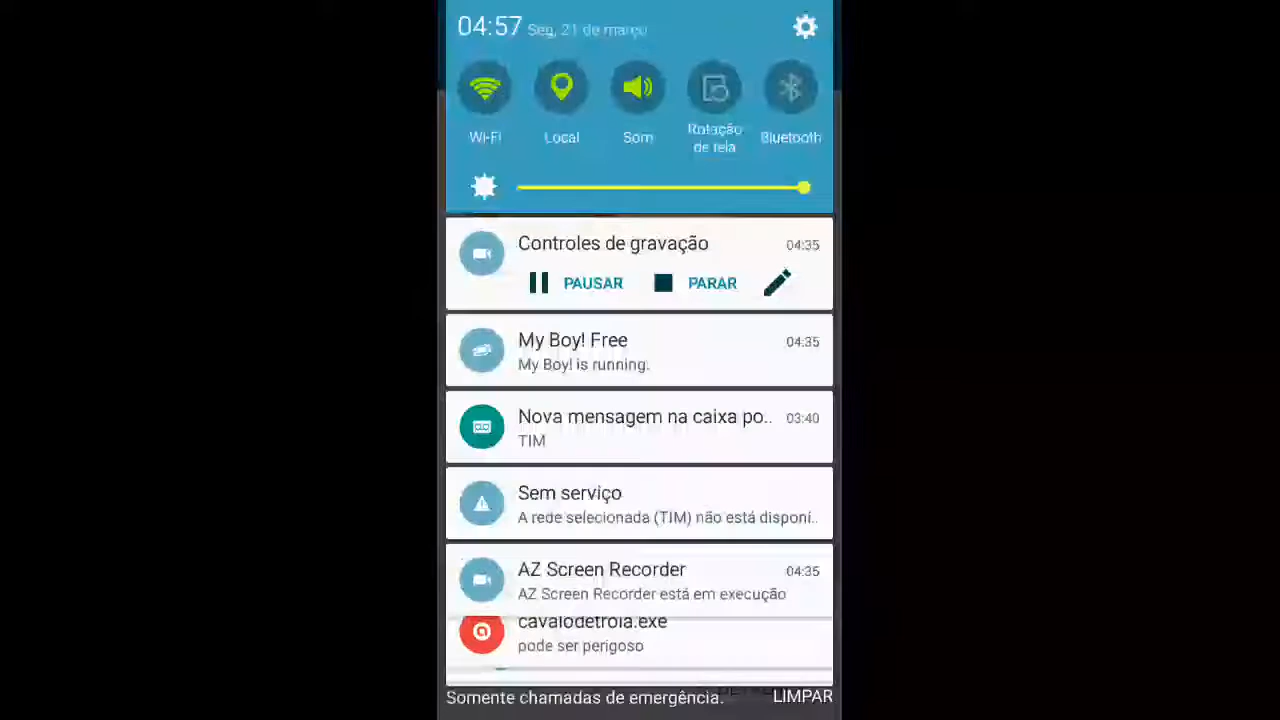 04:57 Seg, 21 de março
Wi-Fi
Local
Som
Rotação
de tela
Bluetooth
Controles de gravação
04:35
PAUSAR
PARAR
My Boy! Free
04:35
My Boy! is running.
Nova mensagem na caixa po..
03:40
TIM
Sem serviço
A rede selecionada (TIM) não está disponí..
AZ Screen Recorder
04:35
AZ Screen Recorder está em execução
cavalodetroia.exe
pode ser perigoso
Somente chamadas de emergência.
LIMPAR